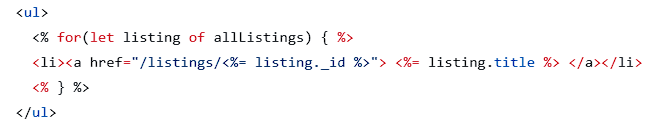 <ul>
<% for(let listing of allListings) { %>
<li><a href="/listings/<%= listing._id %>"> <%= listing.title %> </a></li>
<% } %>
</ul>